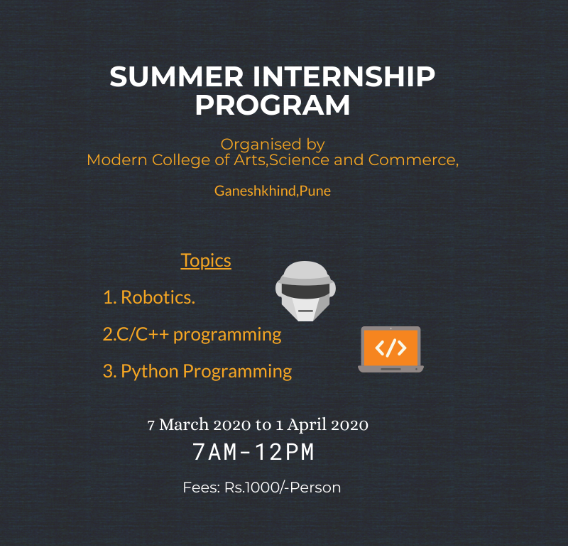 SUMMER INTERNSHIP
PROGRAM
Organised by
Modern College of Arts,Science and Commerce,
Ganeshkhind,Pune
Topics
1. Robotics.
2.C/C++ programming
</>
3. Python Programming
7 March 2020 to 1 April 2020
7AM-12PM
Fees: Rs.1000/-Person